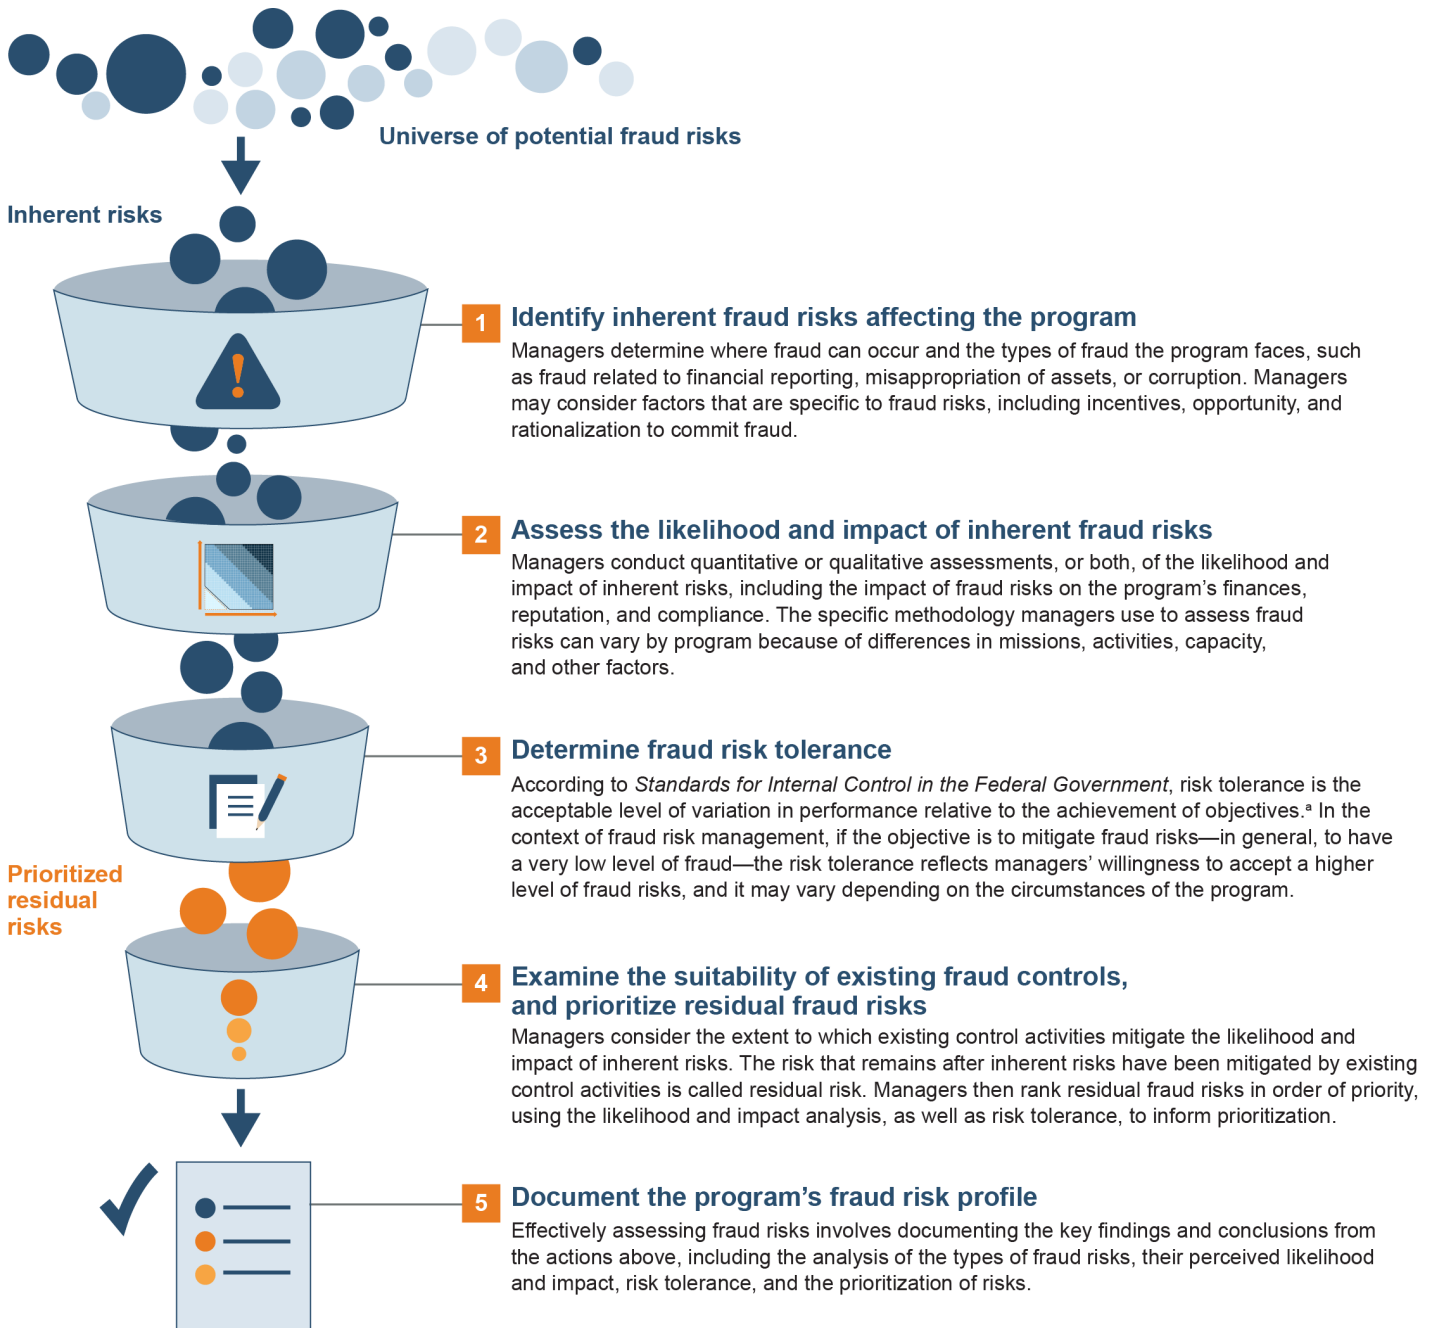 Universe of potential fraud risks
Inherent risks
1
Identify inherent fraud risks affecting the program
Managers determine where fraud can occur and the types of fraud the program faces, such
as fraud related to financial reporting, misappropriation of assets, or corruption. Managers
may consider factors that are specific to fraud risks, including incentives, opportunity, and
rationalization to commit fraud.
2
Assess the likelihood and impact of inherent fraud risks
Managers conduct quantitative or qualitative assessments, or both, of the likelihood and
impact of inherent risks, including the impact of fraud risks on the program’s finances,
reputation, and compliance. The specific methodology managers use to assess fraud
risks can vary by program because of differences in missions, activities, capacity,
and other factors.
3
Determine fraud risk tolerance
According to Standards for Internal Control in the Federal Government, risk tolerance is the
acceptable level of variation in performance relative to the achievement of objectives.ª In the
context of fraud risk management, if the objective is to mitigate fraud risks—in general, to have
a very low level of fraud—the risk tolerance reflects managers’ willingness to accept a higher
level of fraud risks, and it may vary depending on the circumstances of the program.
Prioritized
residual
risks
4
Examine the suitability of existing fraud controls,
and prioritize residual fraud risks
Managers consider the extent to which existing control activities mitigate the likelihood and
impact of inherent risks. The risk that remains after inherent risks have been mitigated by existing
control activities is called residual risk. Managers then rank residual fraud risks in order of priority,
using the likelihood and impact analysis, as well as risk tolerance, to inform prioritization.
5
Document the program’s fraud risk profile
Effectively assessing fraud risks involves documenting the key findings and conclusions from
the actions above, including the analysis of the types of fraud risks, their perceived likelihood
and impact, risk tolerance, and the prioritization of risks.